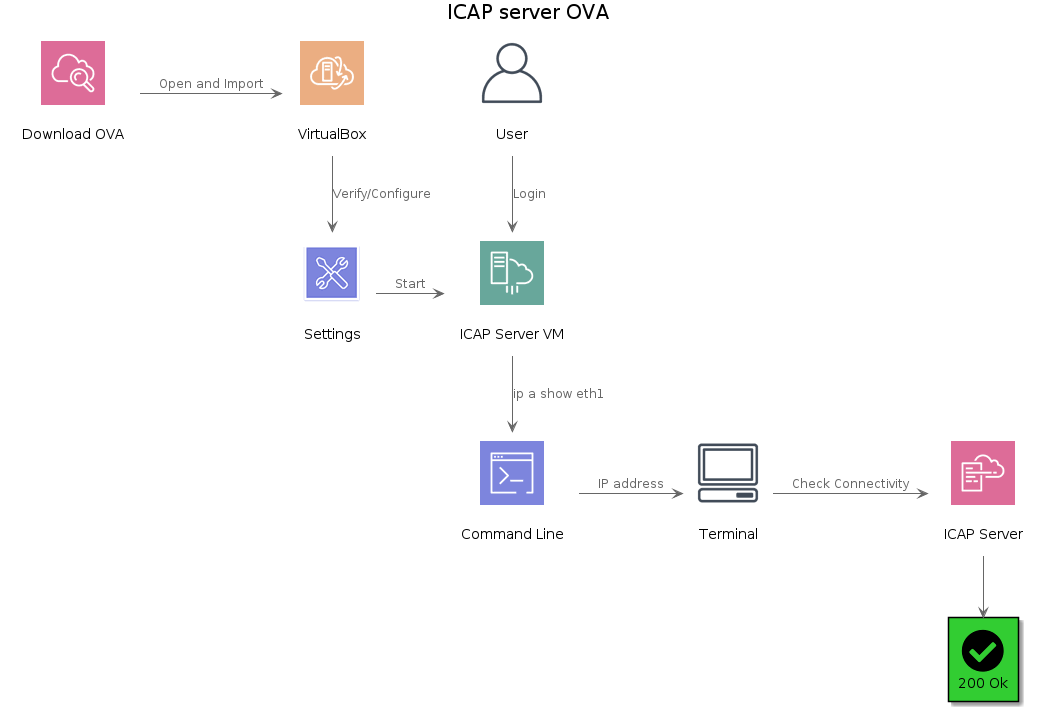 ICAP server OVA
Open and Import
Download OVA
VirtualBox
User
Verify/Configure
Login
Start
Settings
ICAP Server VM
ip a show eth1
IP address
Check Connectivity
Command Line
Terminal
ICAP Server
200 Ok